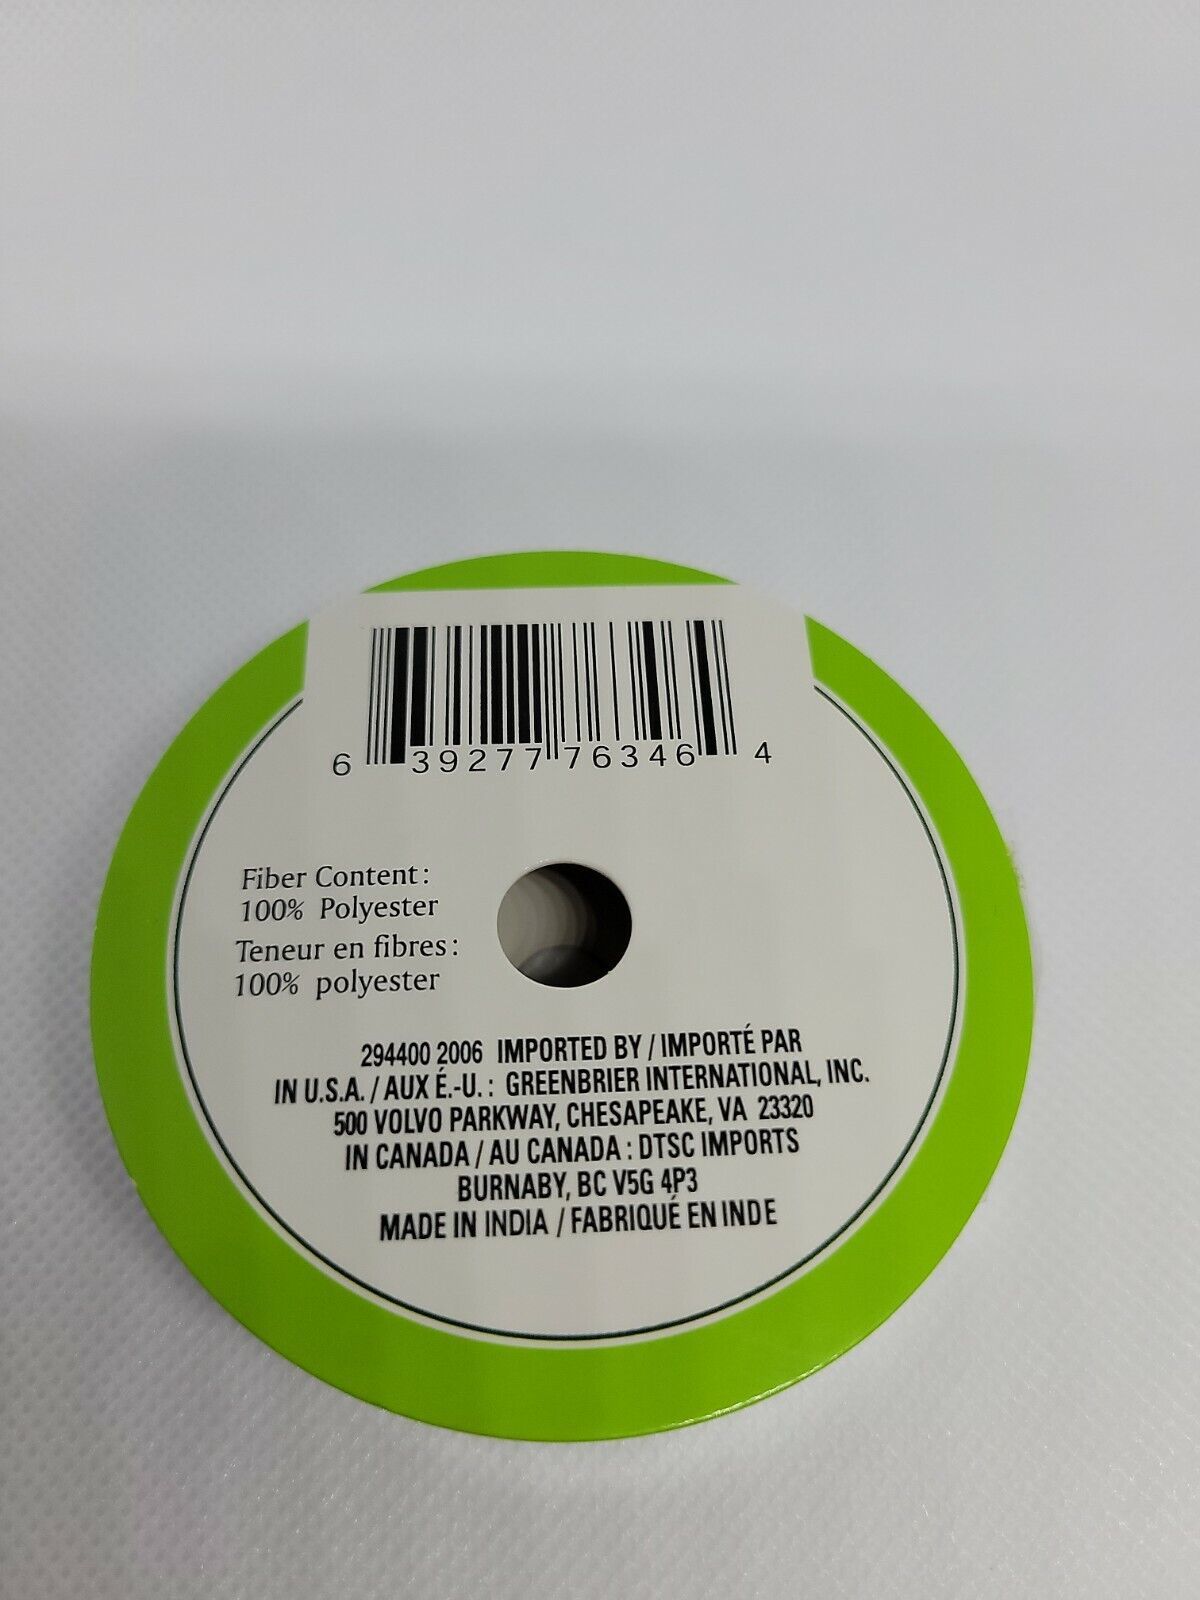 6 39277 76346 4
Fiber Content:
100% Polyester
Teneur en fibres:
100% polyester
294400 2006 IMPORTED BY / IMPORTÉ PAR
IN U.S.A. / AUX É.-U. : GREENBRIER INTERNATIONAL, INC.
500 VOLVO PARKWAY, CHESAPEAKE, VA 23320
IN CANADA / AU CANADA : DTSC IMPORTS
BURNABY, BC V5G 4P3
MADE IN INDIA / FABRIQUÉ EN INDE